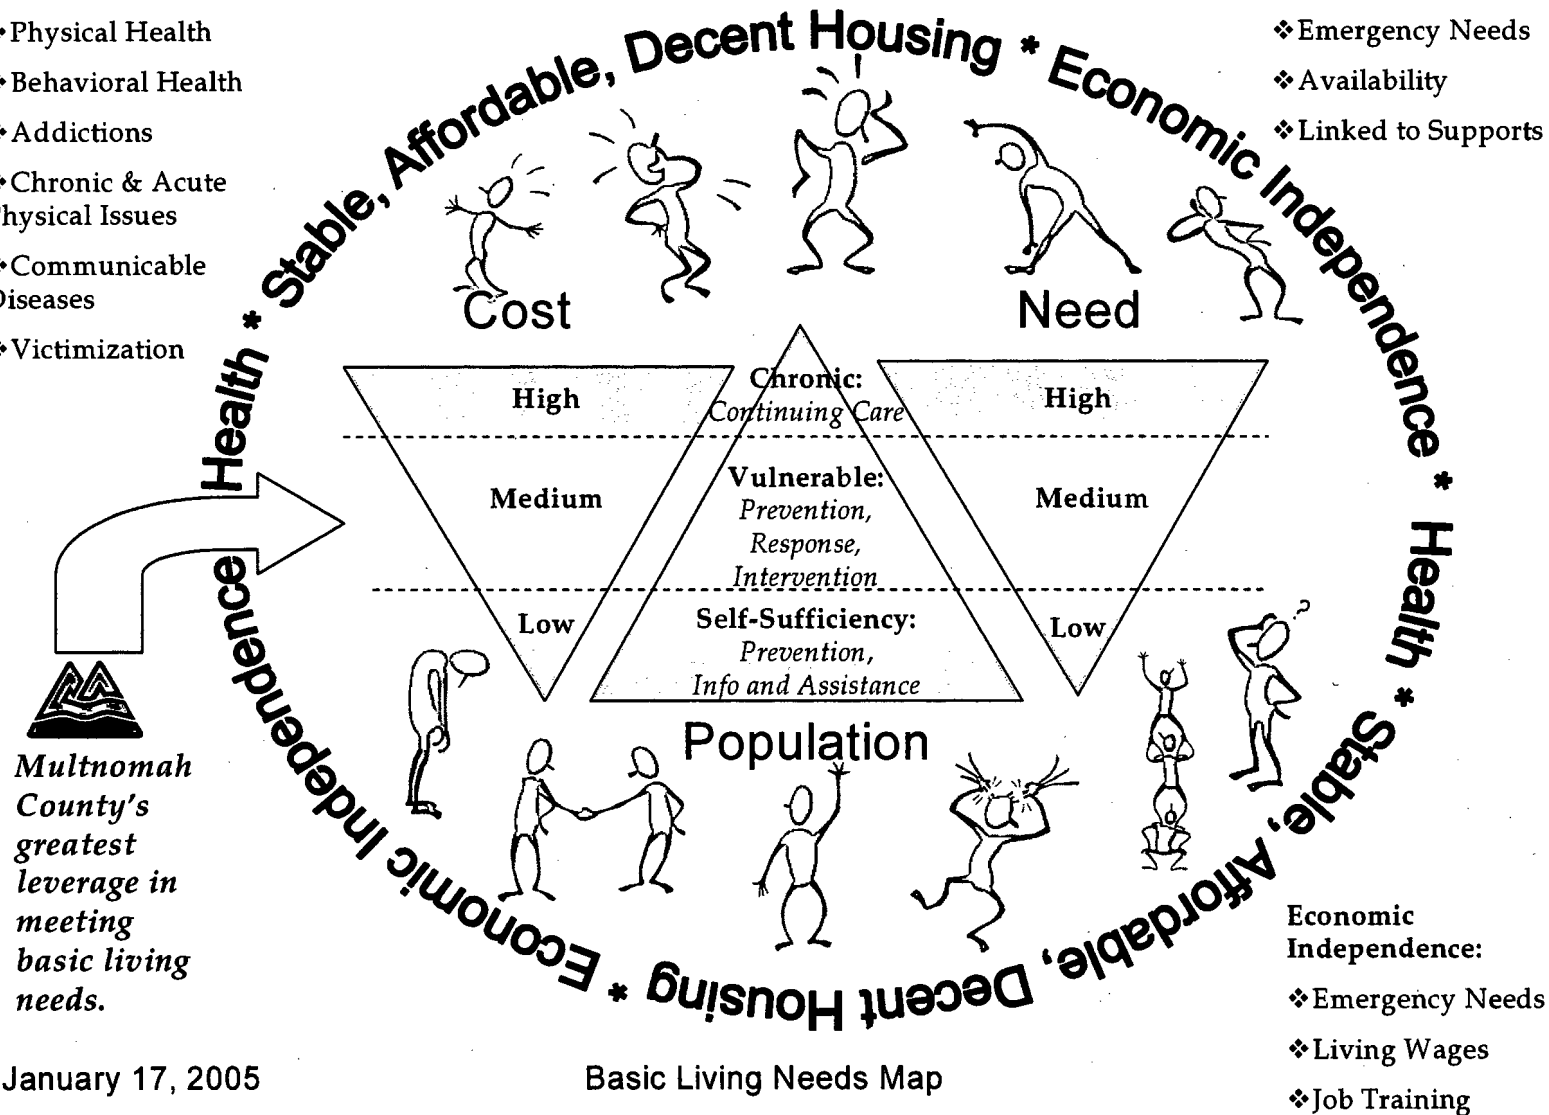 ❖Physical Health
❖Behavioral Health
❖Addictions
❖Chronic & Acute
Physical Issues
❖Communicable
Diseases
❖Victimization
❖Emergency Needs
❖Availability
❖Linked to Supports
Health * Stable, Affordable, Decent Housing * Economic Independence * Health * Stable, Affordable, Decent Housing * Economic Independence
Cost
Need
High
Chronic:
Continuing Care
High
Medium
Vulnerable:
Prevention,
Response,
Intervention
Medium
Low
Self-Sufficiency:
Prevention,
Info and Assistance
Low
?
Population
Multnomah
County's
greatest
leverage in
meeting
basic living
needs.
Economic
Independence:
❖Emergency Needs
❖Living Wages
❖Job Training
January 17, 2005
Basic Living Needs Map